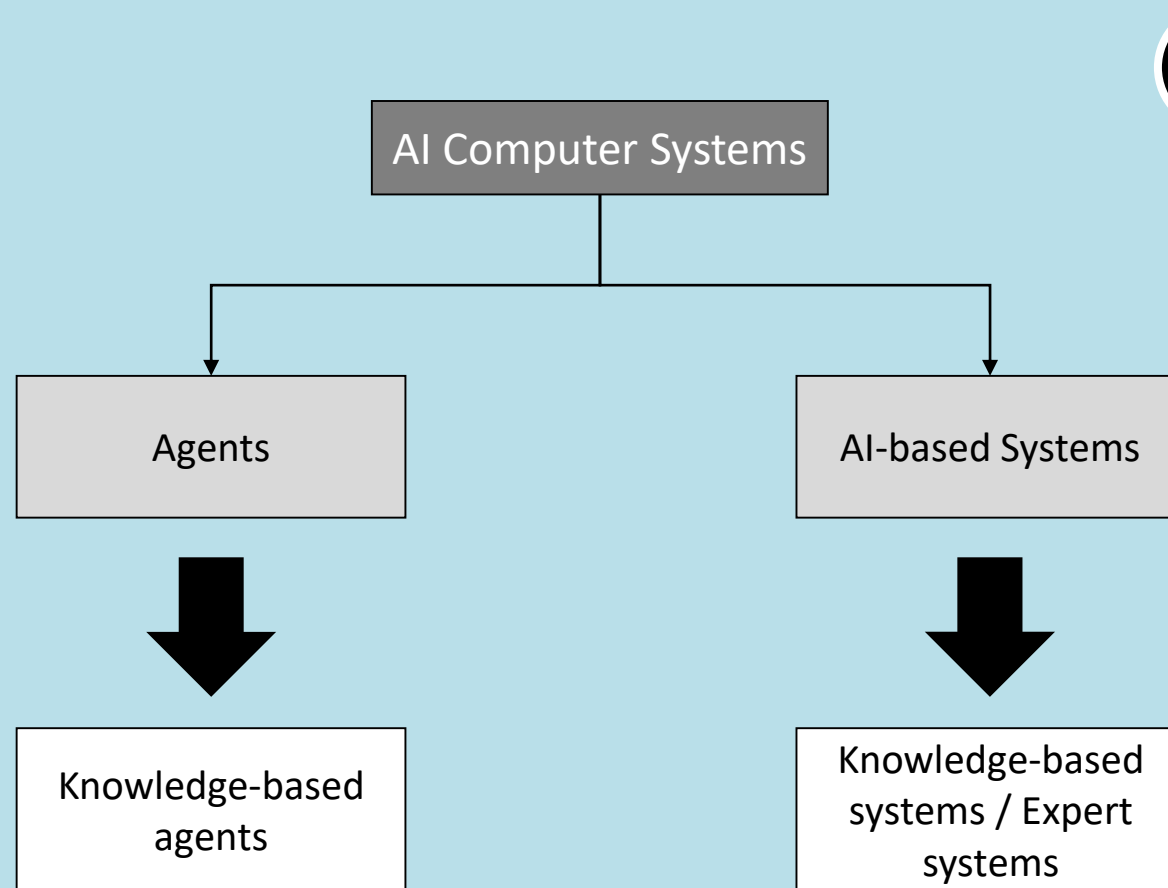 AI Computer Systems
Agents
AI-based Systems
Knowledge-based
agents
Knowledge-based
systems / Expert
systems